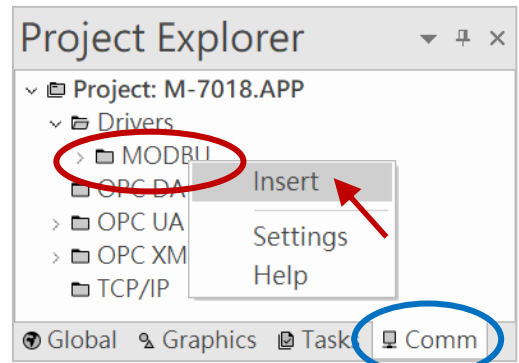 Project Explorer
Project: M-7018.APP
Drivers
MODBU
Insert
OPC DA
OPC UA
Settings
OPC XM
Help
TCP/IP
Global Graphics Tasks Comm